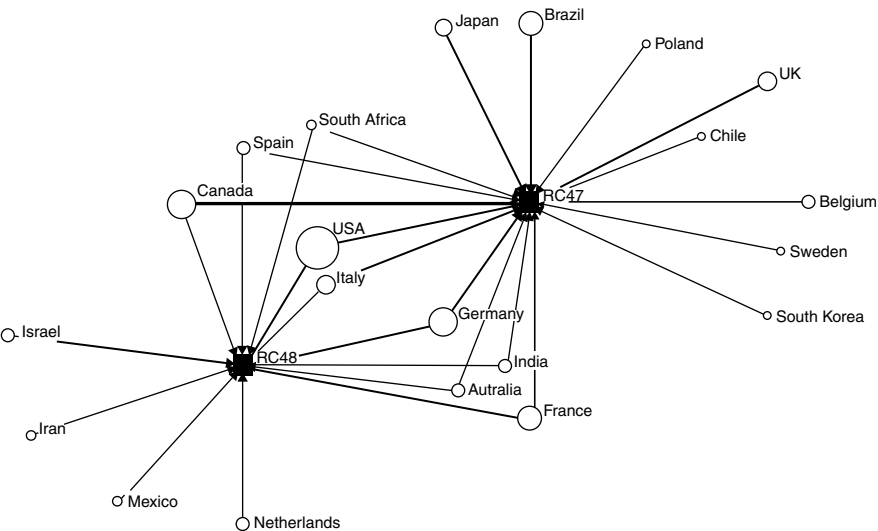 Japan
Brazil
Poland
UK
South Africa
Chile
Spain
Canada
RC47
Belgium
USA
Sweden
Italy
Germany
South Korea
Israel
RC48
India
Autralia
France
Iran
Mexico
Netherlands